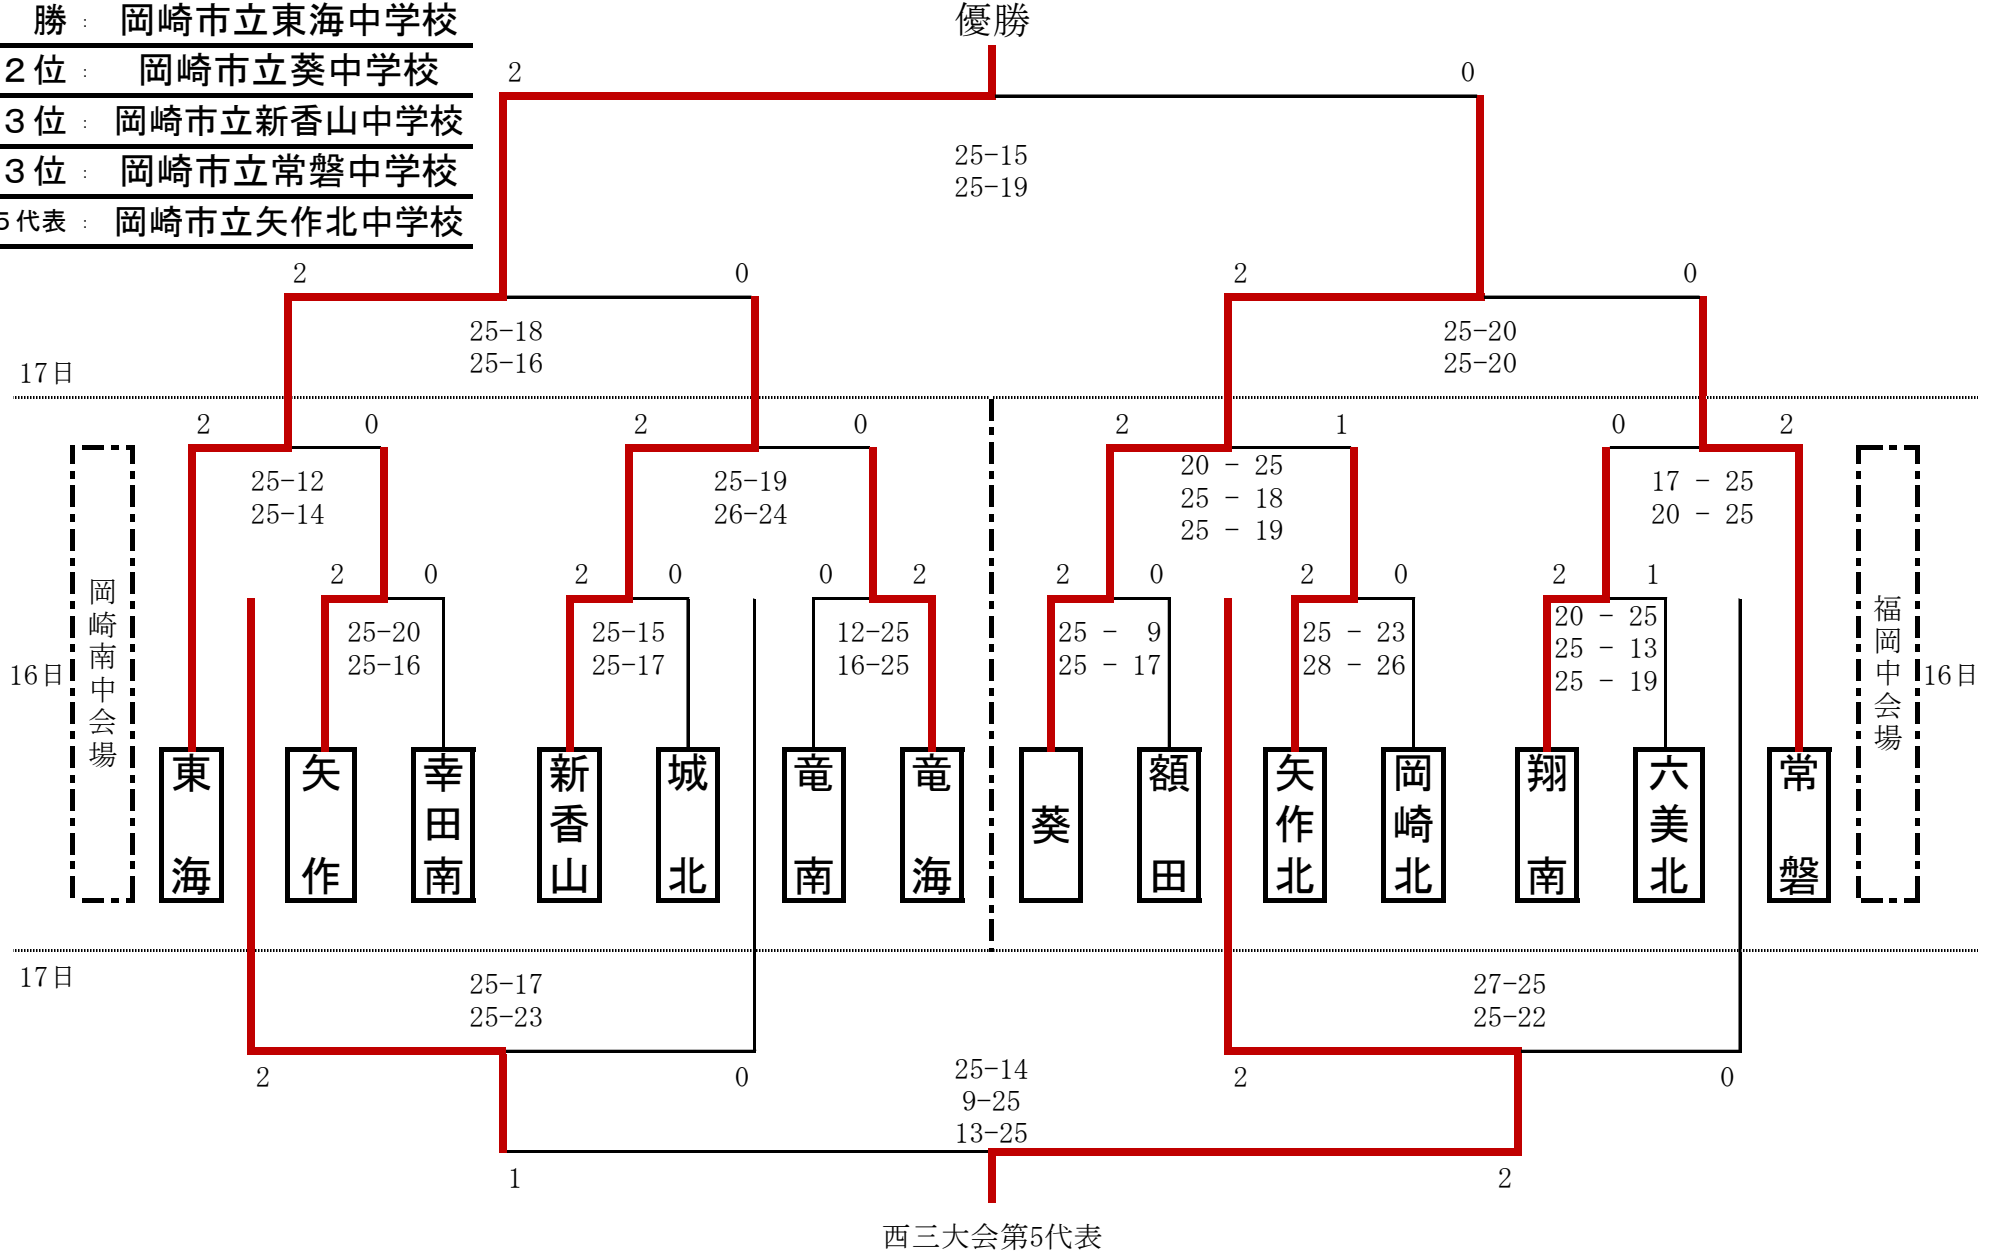 勝 : 岡崎市立東海中学校
2位 : 岡崎市立葵中学校
3位 : 岡崎市立新香山中学校
3位 : 岡崎市立常磐中学校
5代表 : 岡崎市立矢作北中学校
優勝
2 0
25-15
25-19
2 0 2 0
25-18 25-20
25-16 25-20
17日
2 0 2 0 2 1 0 2
25-12
25-14
25-19
26-24
20 - 25
25 - 18
25 - 19
17 - 25
20 - 25
2 0 2 0 0 2 2 0 2 0 2 1
25-20
25-16
25-15
25-17
12-25
16-25
25 - 9
25 - 17
25 - 23
28 - 26
20 - 25
25 - 13
25 - 19
16日
岡崎南中会場
福岡中会場
16日
東海
矢作
幸田南
新香山
城北
竜南
竜海
葵
額田
矢作北
岡崎北
翔南
六美北
常磐
17日
25-17 27-25
25-23 25-22
2 0 2 0
25-14
9-25
13-25
1 2
西三大会第5代表